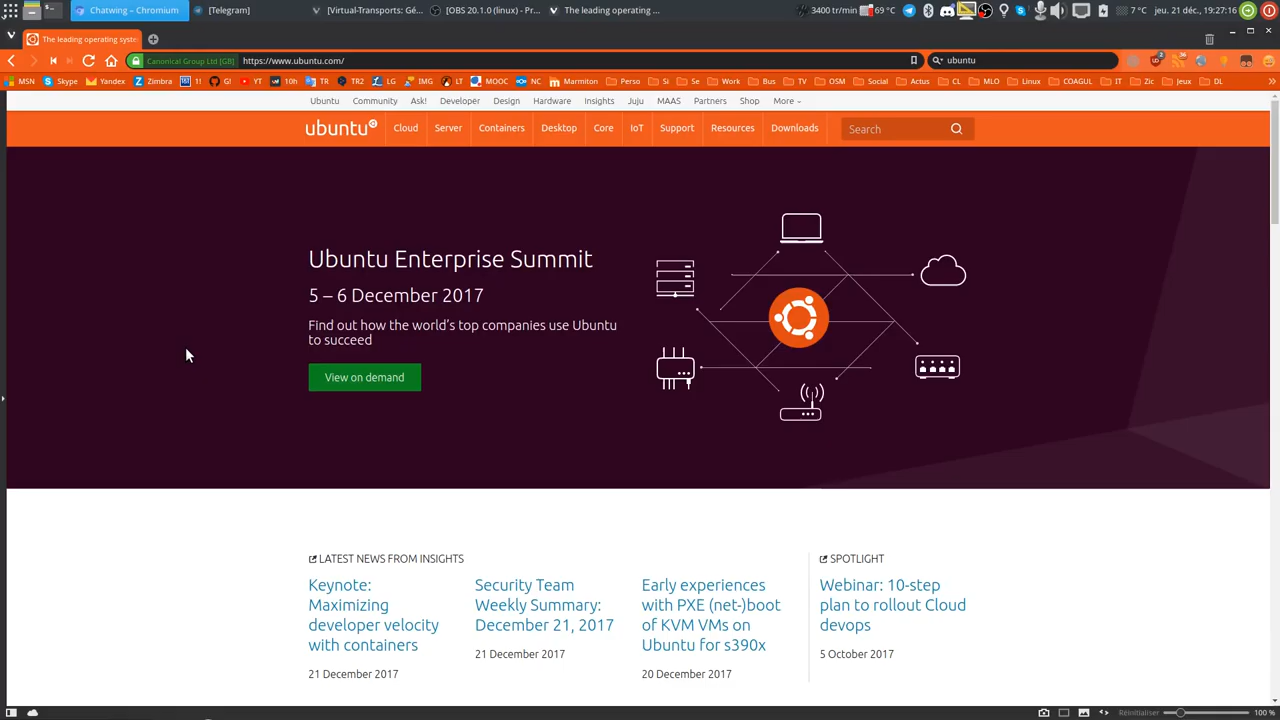 Chatwing – Chromium
[Telegram]
[Virtual-Transports: Gé...
[OBS 20.1.0 (linux) - Pr...
The leading operating ...
3400 tr/min
69 °C
7 °C
jeu. 21 déc., 19:27:16
The leading operating syste
Canonical Group Ltd [GB]
https://www.ubuntu.com/
ubuntu
MSN
Skype
Yandex
Zimbra
1!
G!
YT
10h
TR
TR2
LG
IMG
LT
MOOC
NC
Marmiton
Perso
Si
Se
Work
Bus
TV
OSM
Social
Actus
CL
MLO
Linux
COAGUL
IT
Zic
Jeux
DL
Ubuntu
Community
Ask!
Developer
Design
Hardware
Insights
Juju
MAAS
Partners
Shop
More
ubuntu
Cloud
Server
Containers
Desktop
Core
IoT
Support
Resources
Downloads
Search
Ubuntu Enterprise Summit
5 – 6 December 2017
Find out how the world's top companies use Ubuntu
to succeed
View on demand
LATEST NEWS FROM INSIGHTS
Keynote:
Maximizing
developer velocity
with containers
21 December 2017
Security Team
Weekly Summary:
December 21, 2017
21 December 2017
Early experiences
with PXE (net-)boot
of KVM VMs on
Ubuntu for s390x
20 December 2017
SPOTLIGHT
Webinar: 10-step
plan to rollout Cloud
devops
5 October 2017
Réinitialiser
100 %